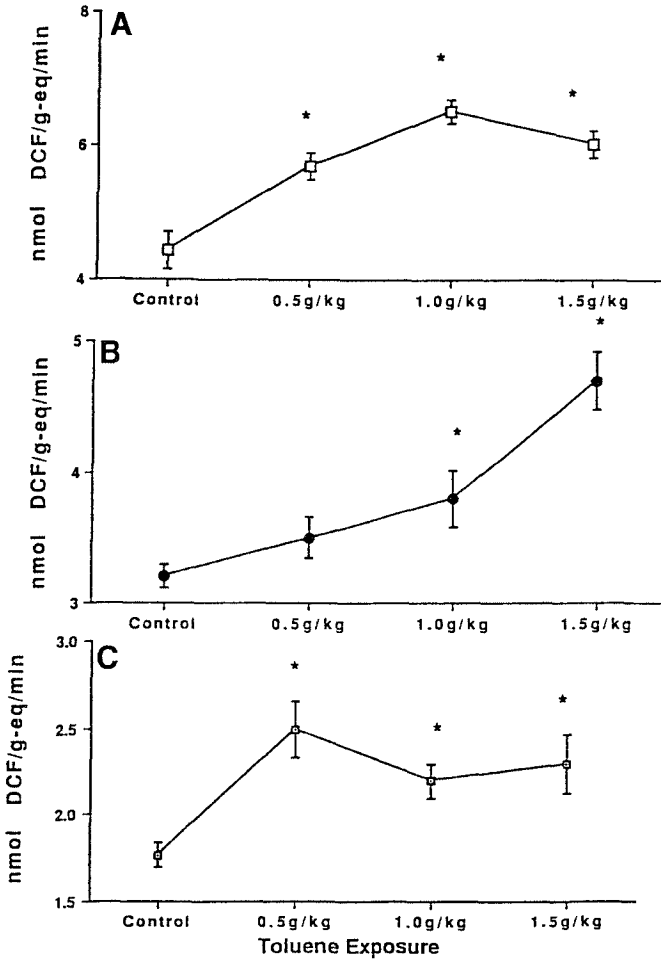 A
8
6
4
nmol DCF/g-eq/min
*
*
*
Control 0.5g/kg 1.0g/kg 1.5g/kg
B
5
4
3
nmol DCF/g-eq/min
*
*
Control 0.5g/kg 1.0g/kg 1.5g/kg
C
3.0
2.5
2.0
1.5
nmol DCF/g-eq/min
*
*
*
Control 0.5g/kg 1.0g/kg 1.5g/kg
Toluene Exposure